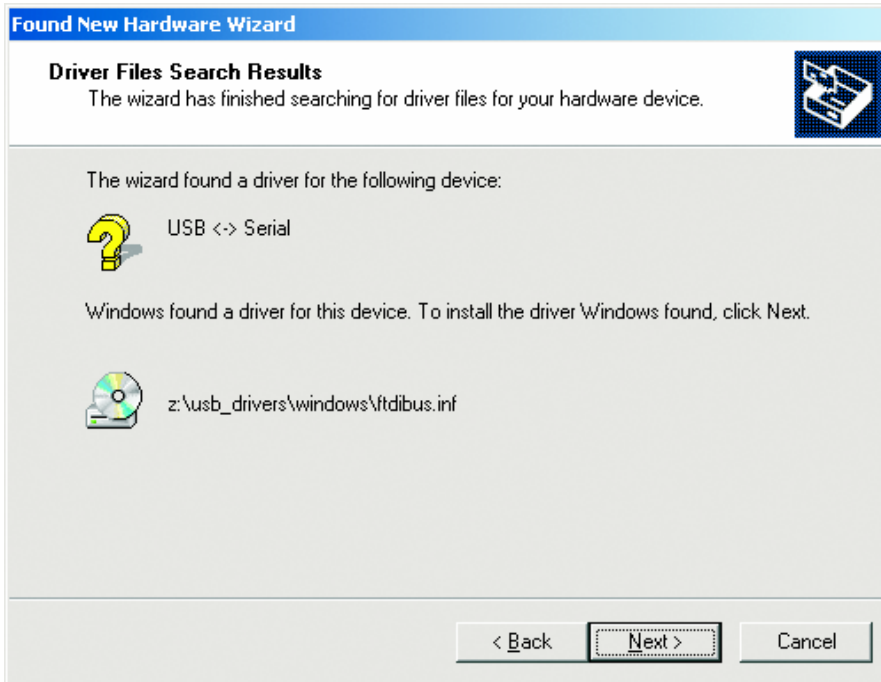 Found New Hardware Wizard
Driver Files Search Results
The wizard has finished searching for driver files for your hardware device.
The wizard found a driver for the following device:
USB <-> Serial
Windows found a driver for this device. To install the driver Windows found, click Next.
z:\usb_drivers\windows\ftdibus.inf
< Back
Next >
Cancel